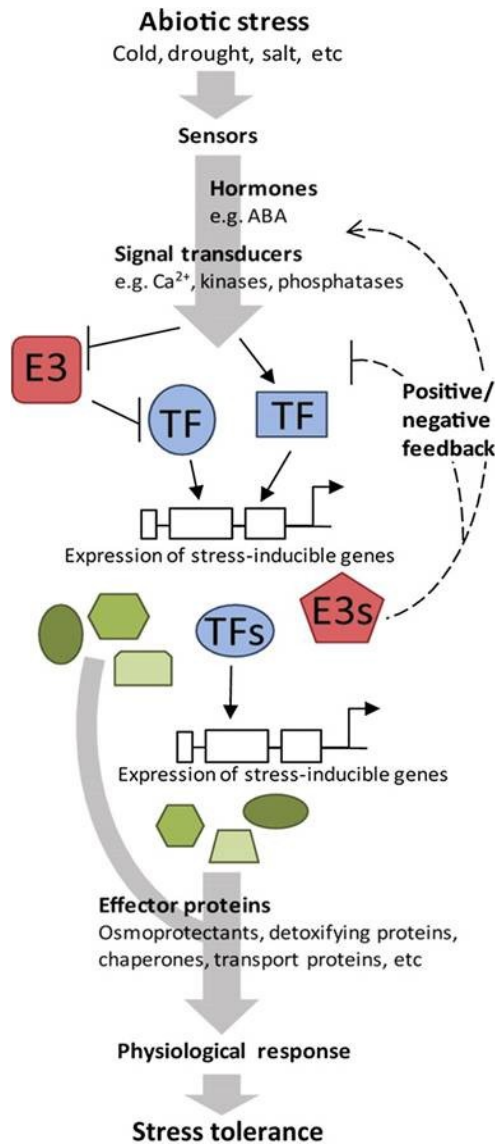 Abiotic stress
Cold, drought, salt, etc
Sensors
Hormones
e.g. ABA
Signal transducers
e.g. Ca²⁺, kinases, phosphatases
E3
TF
TF
Positive/
negative
feedback
Expression of stress-inducible genes
TFs
E3s
Expression of stress-inducible genes
Effector proteins
Osmoprotectants, detoxifying proteins,
chaperones, transport proteins, etc
Physiological response
Stress tolerance